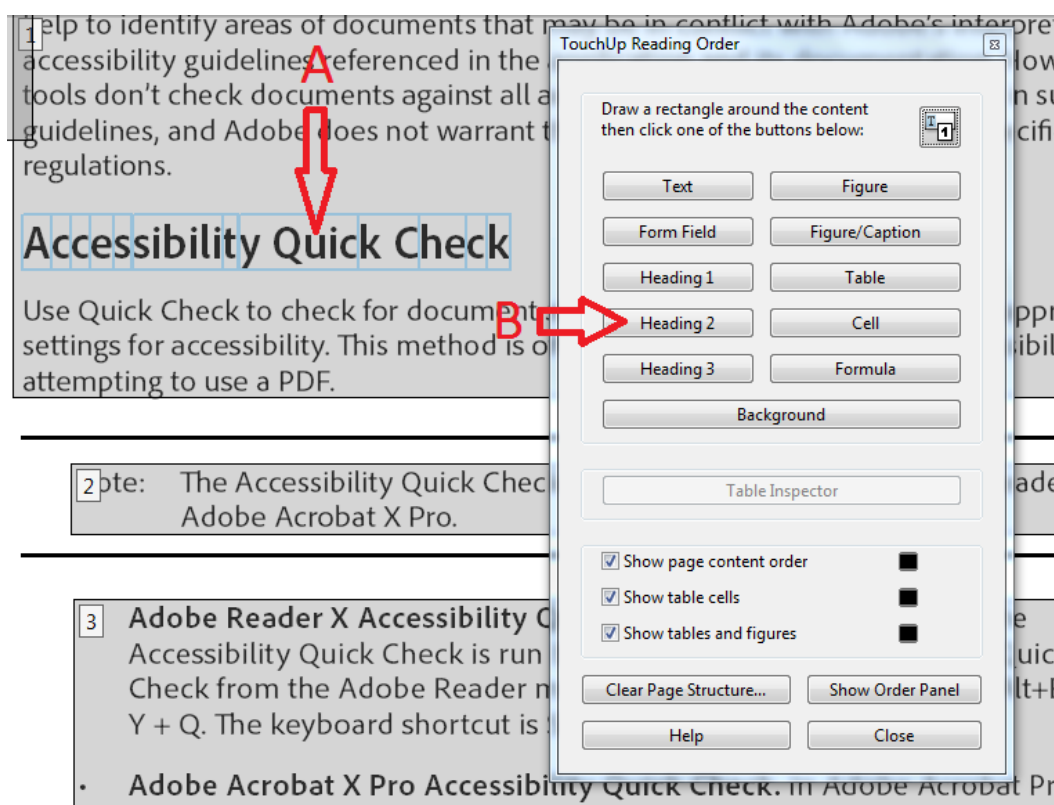 elp to identify areas of documents that may be in conflict with Adobe's interpre
accessibility guidelines referenced in the
tools don't check documents against all a
guidelines, and Adobe does not warrant t
regulations.
1
A
Accessibility Quick Check
Use Quick Check to check for document
settings for accessibility. This method is o
attempting to use a PDF.
B
2
ote: The Accessibility Quick Chec
Adobe Acrobat X Pro.
3
Adobe Reader X Accessibility Q
Accessibility Quick Check is run
Check from the Adobe Reader m
Y + Q. The keyboard shortcut is
• Adobe Acrobat X Pro Accessibility Quick Check. In Adobe Acrobat Pr
TouchUp Reading Order
Draw a rectangle around the content
then click one of the buttons below:
Text
Figure
Form Field
Figure/Caption
Heading 1
Table
Heading 2
Cell
Heading 3
Formula
Background
Table Inspector
Show page content order
Show table cells
Show tables and figures
Clear Page Structure...
Show Order Panel
Help
Close